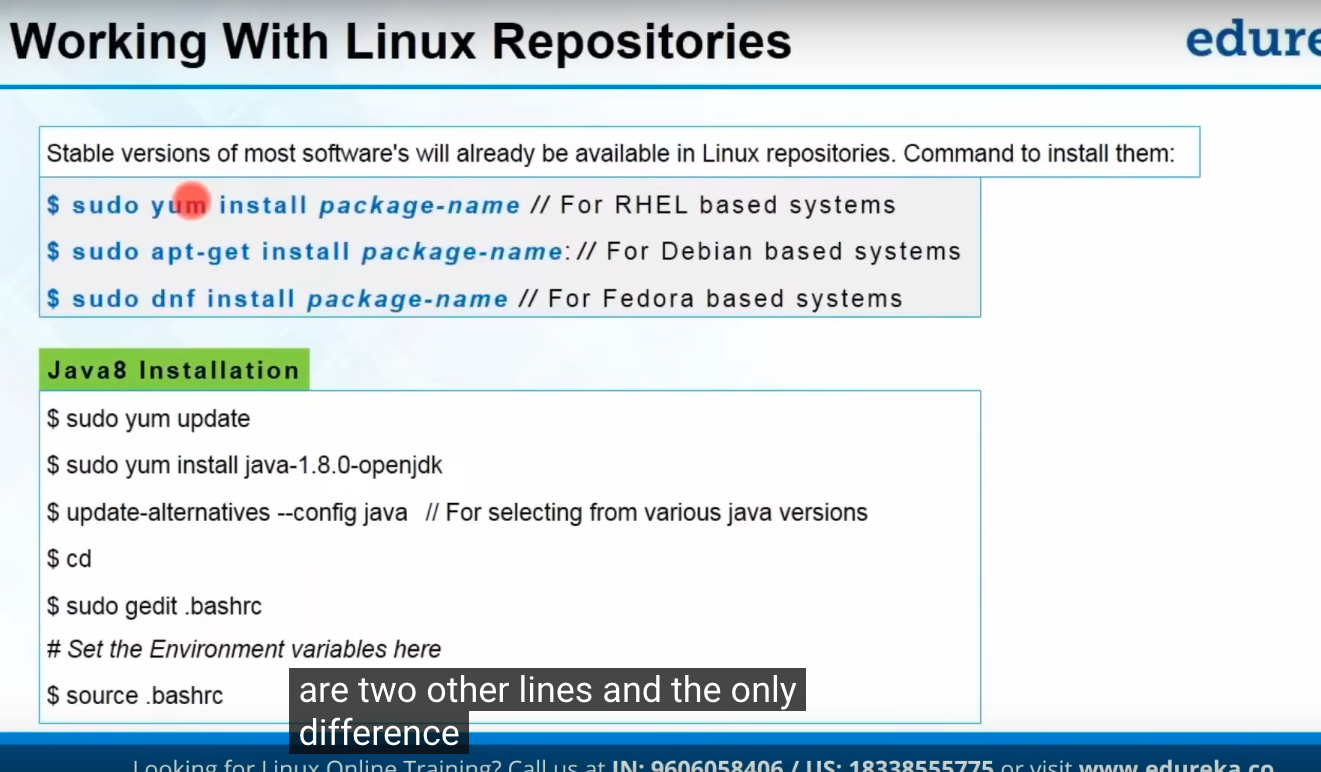 Working With Linux Repositories
edure
Stable versions of most software's will already be available in Linux repositories. Command to install them:
$ sudo yum install package-name // For RHEL based systems
$ sudo apt-get install package-name: // For Debian based systems
$ sudo dnf install package-name // For Fedora based systems
Java8 Installation
$ sudo yum update
$ sudo yum install java-1.8.0-openjdk
$ update-alternatives --config java // For selecting from various java versions
$ cd
$ sudo gedit .bashrc
# Set the Environment variables here
$ source .bashrc
are two other lines and the only
difference
Looking for Linux Online Training? Call us at IN: 9606058406 / US: 18338555775 or visit www.edureka.co